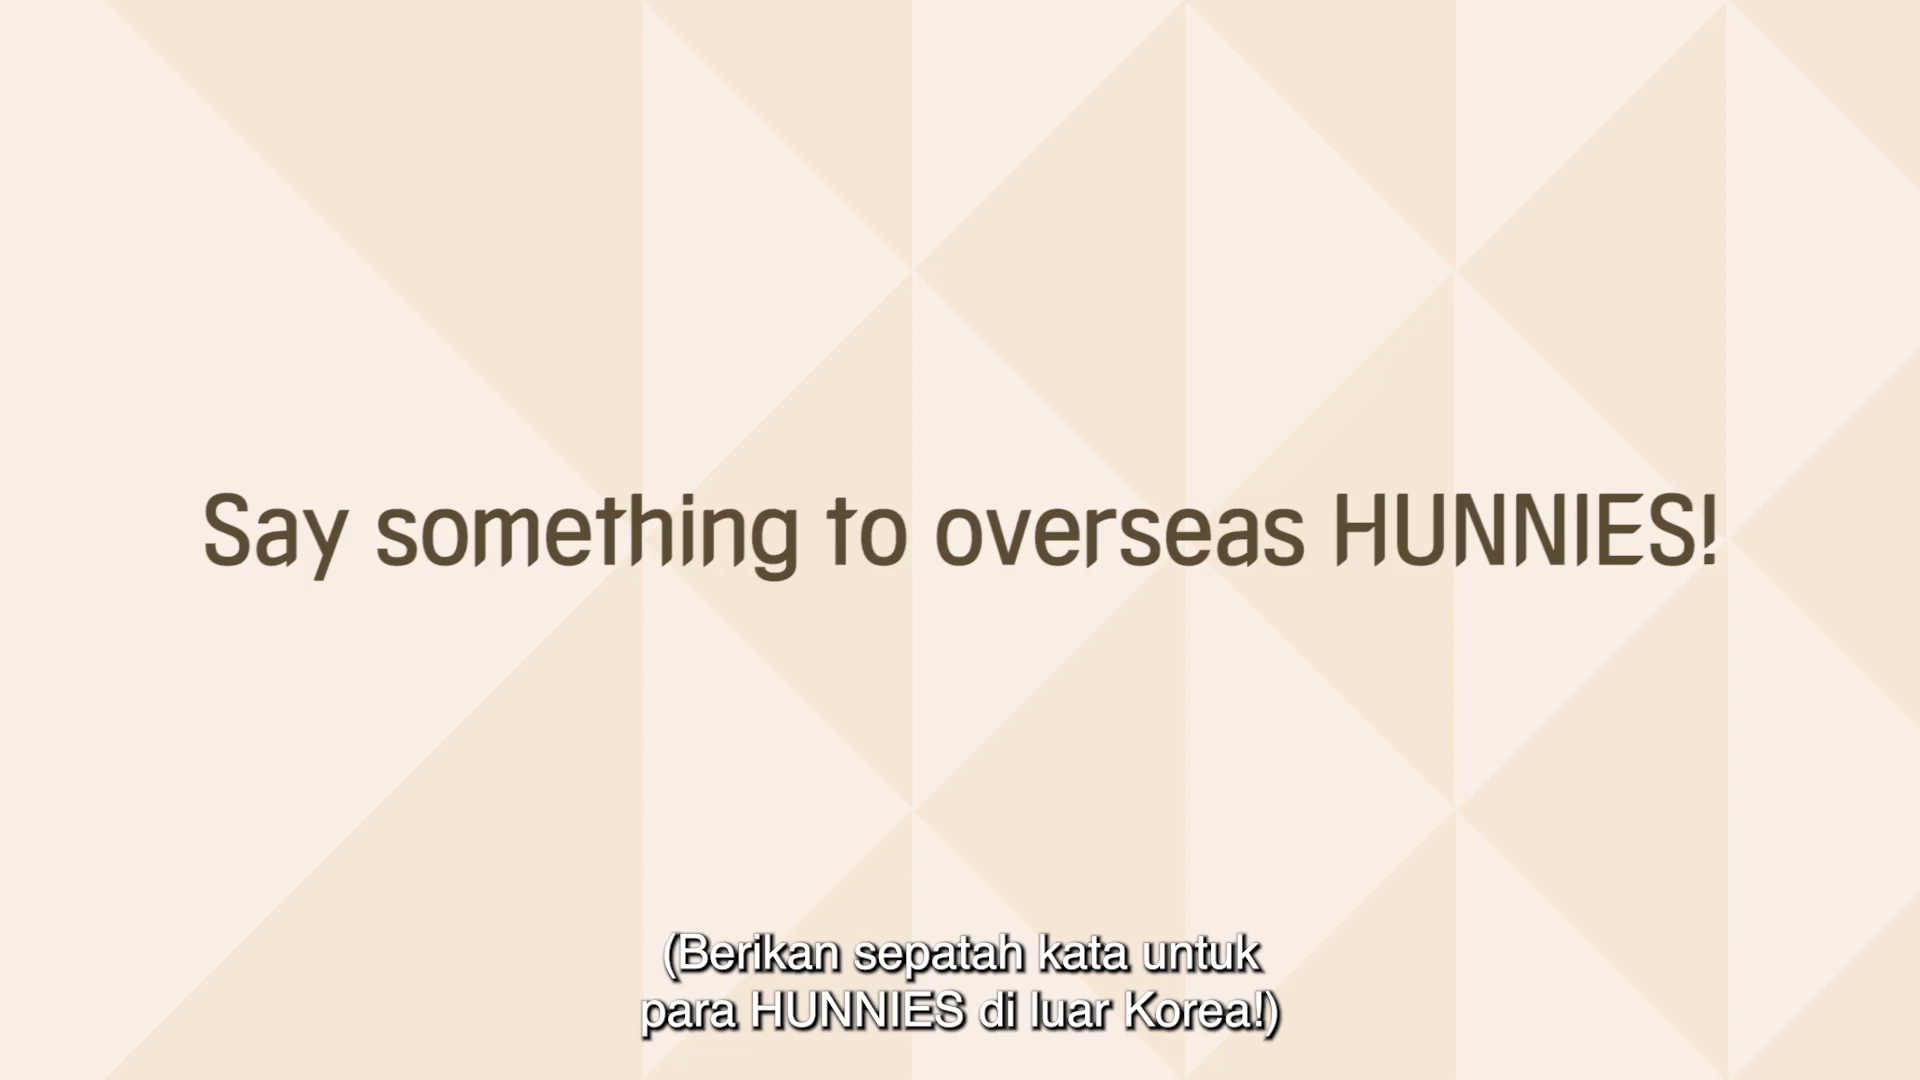 Say something to overseas HUNNIES!
(Berikan sepatah kata untuk
para HUNNIES di luar Korea!)